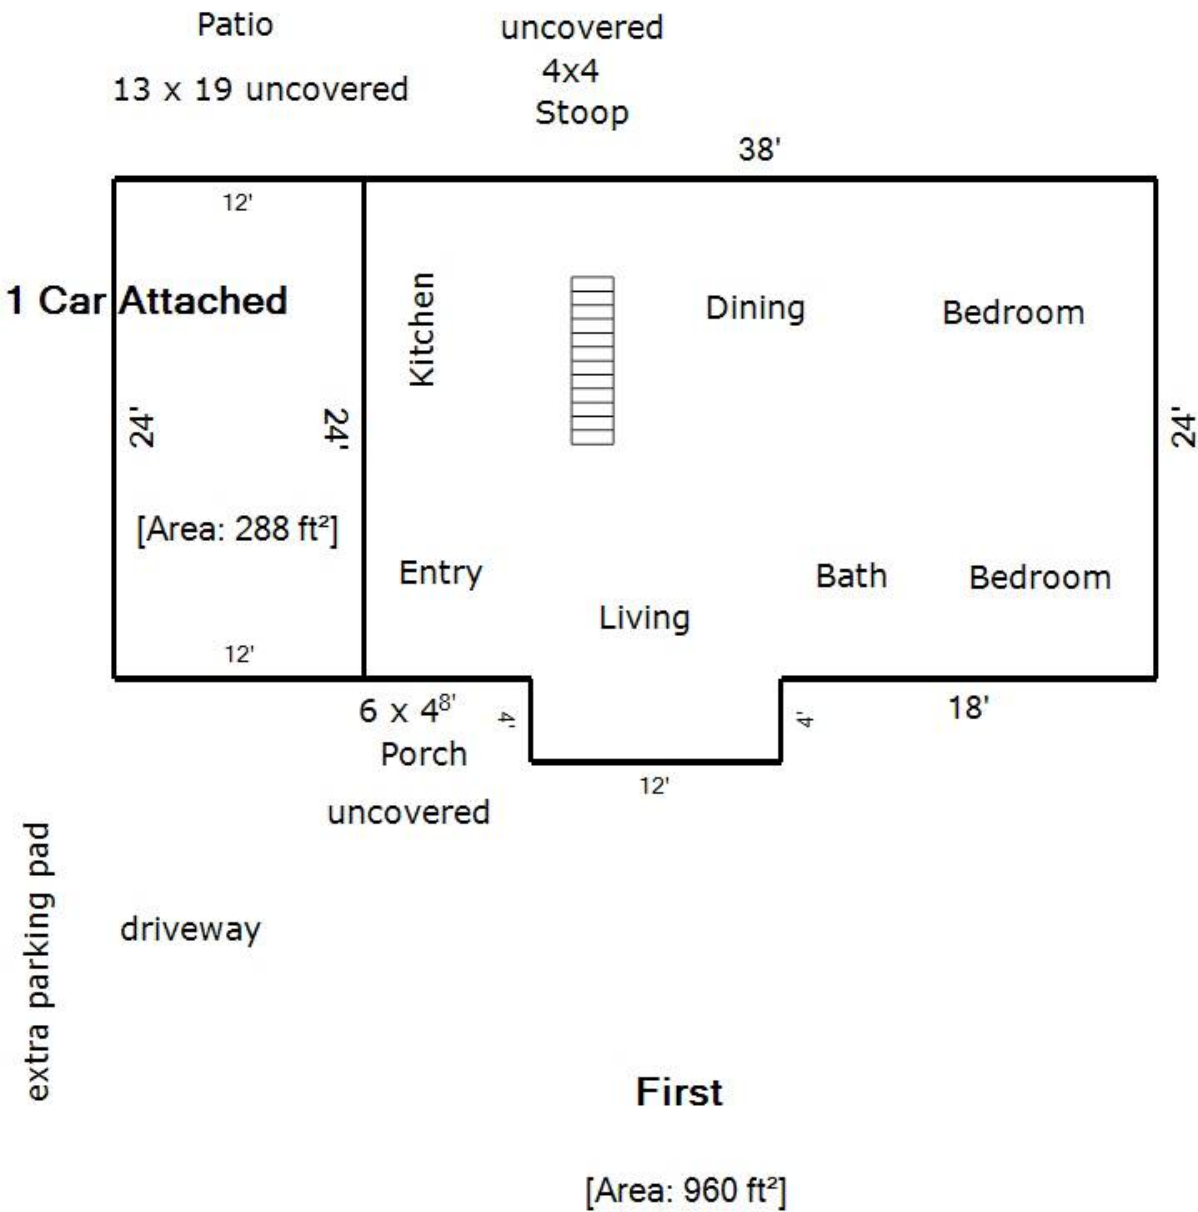 Patio
13 x 19 uncovered
uncovered
4x4
Stoop
38'
12'
1 Car Attached
Kitchen
Dining
Bedroom
24'
24'
24'
[Area: 288 ft²]
Entry
Living
Bath
Bedroom
12'
6 x 4
8'
Porch
uncovered
4'
12'
4'
18'
extra parking pad
driveway
First
[Area: 960 ft²]